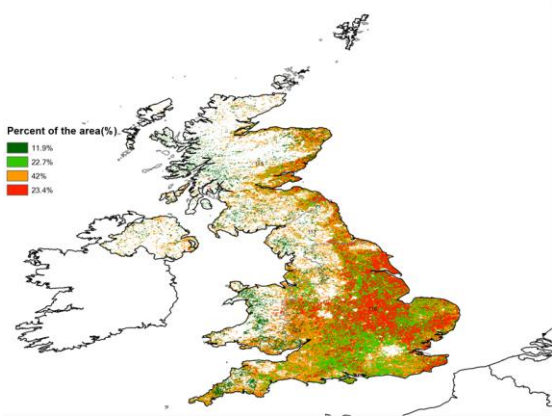 Percent of the area(%).
11.9%
22.7%
42%
23.4%